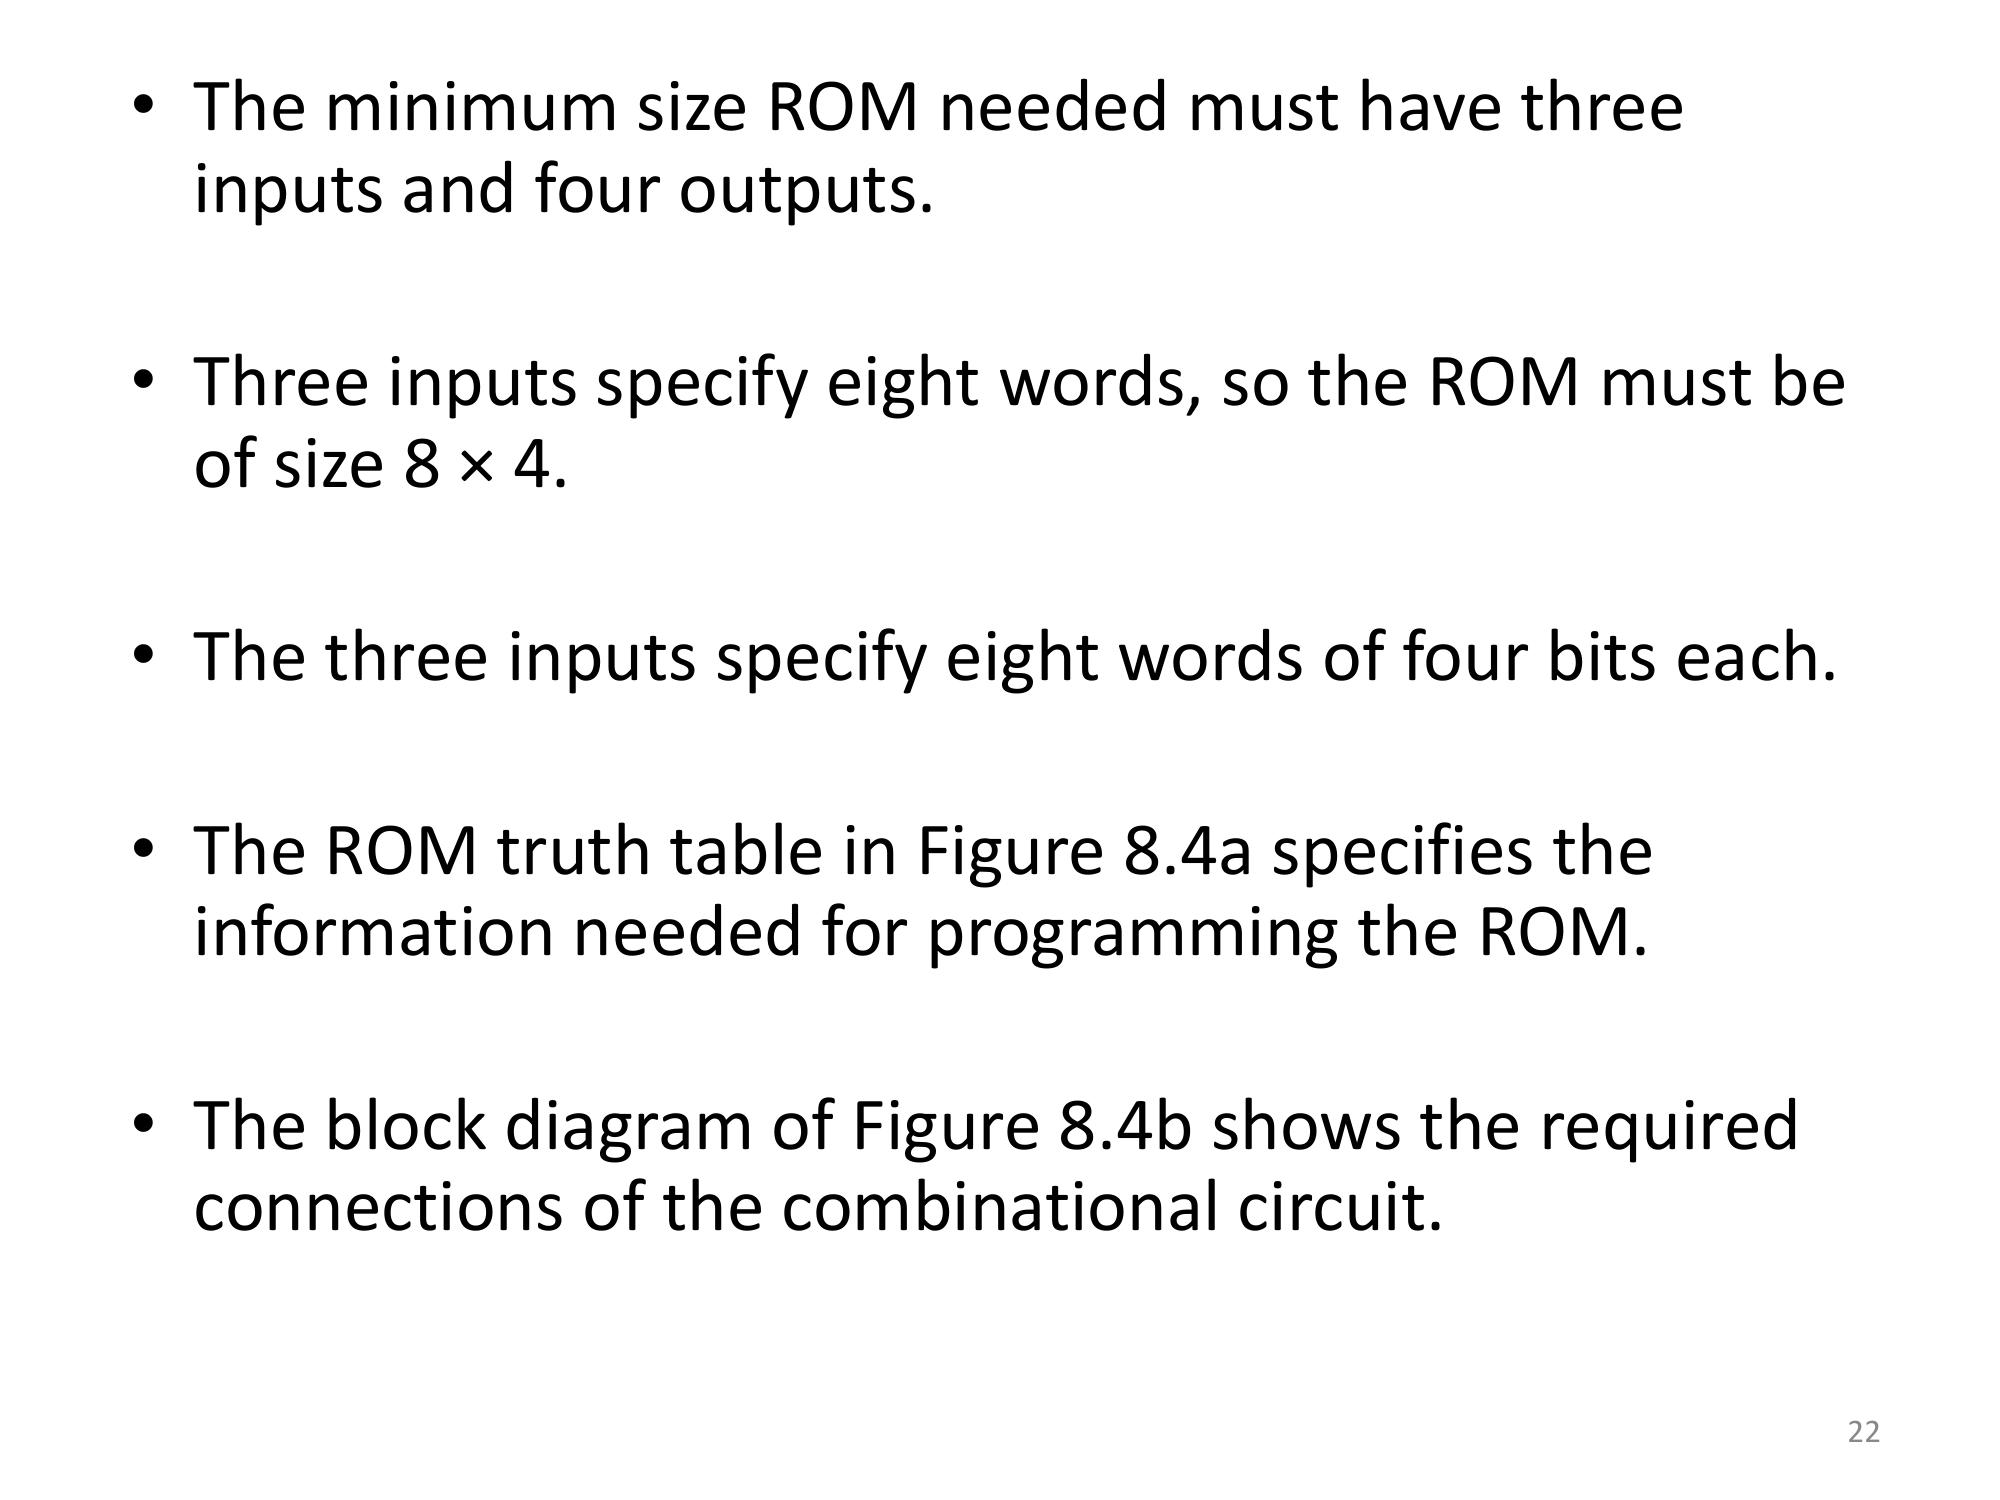 • The minimum size ROM needed must have three
inputs and four outputs.
• Three inputs specify eight words, so the ROM must be
of size 8 × 4.
• The three inputs specify eight words of four bits each.
• The ROM truth table in Figure 8.4a specifies the
information needed for programming the ROM.
• The block diagram of Figure 8.4b shows the required
connections of the combinational circuit.
22